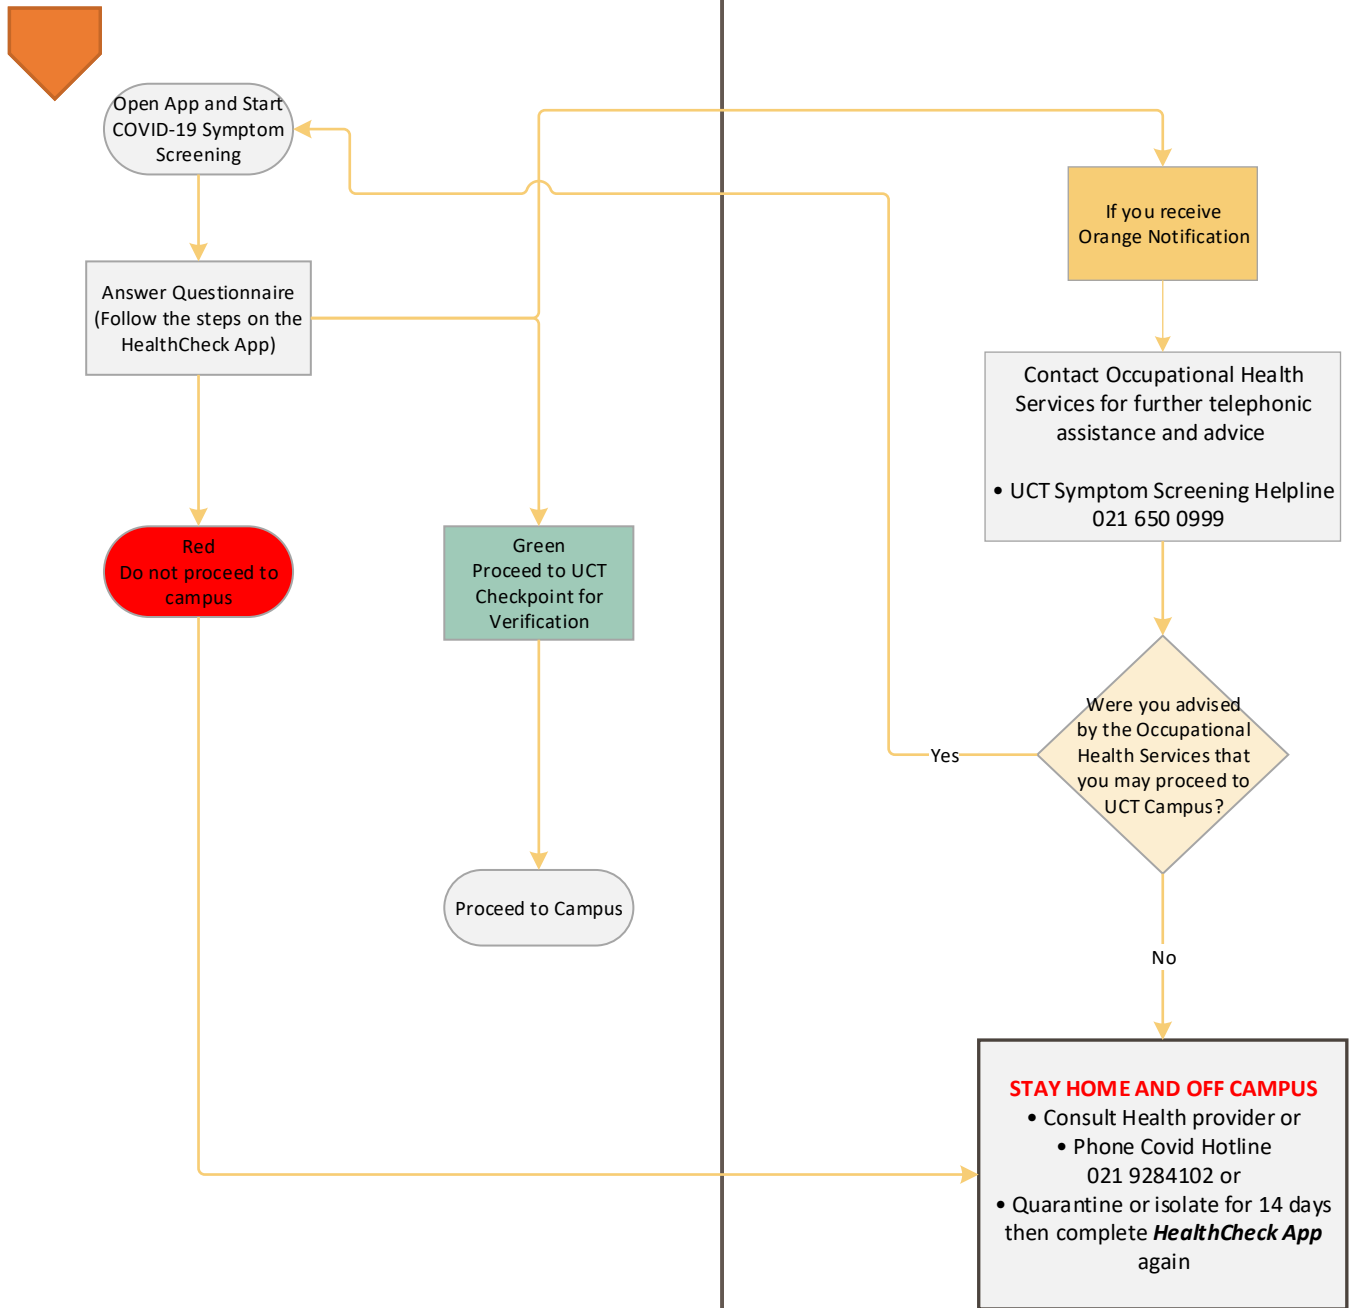 Open App and Start
COVID-19 Symptom
Screening
Answer Questionnaire
(Follow the steps on the
HealthCheck App)
Red
Do not proceed to
campus
Green
Proceed to UCT
Checkpoint for
Verification
Proceed to Campus
If you receive
Orange Notification
Contact Occupational Health
Services for further telephonic
assistance and advice
• UCT Symptom Screening Helpline
021 650 0999
Were you advised
by the Occupational
Health Services that
you may proceed to
UCT Campus?
Yes
No
STAY HOME AND OFF CAMPUS
• Consult Health provider or
• Phone Covid Hotline
021 9284102 or
• Quarantine or isolate for 14 days
then complete HealthCheck App
again